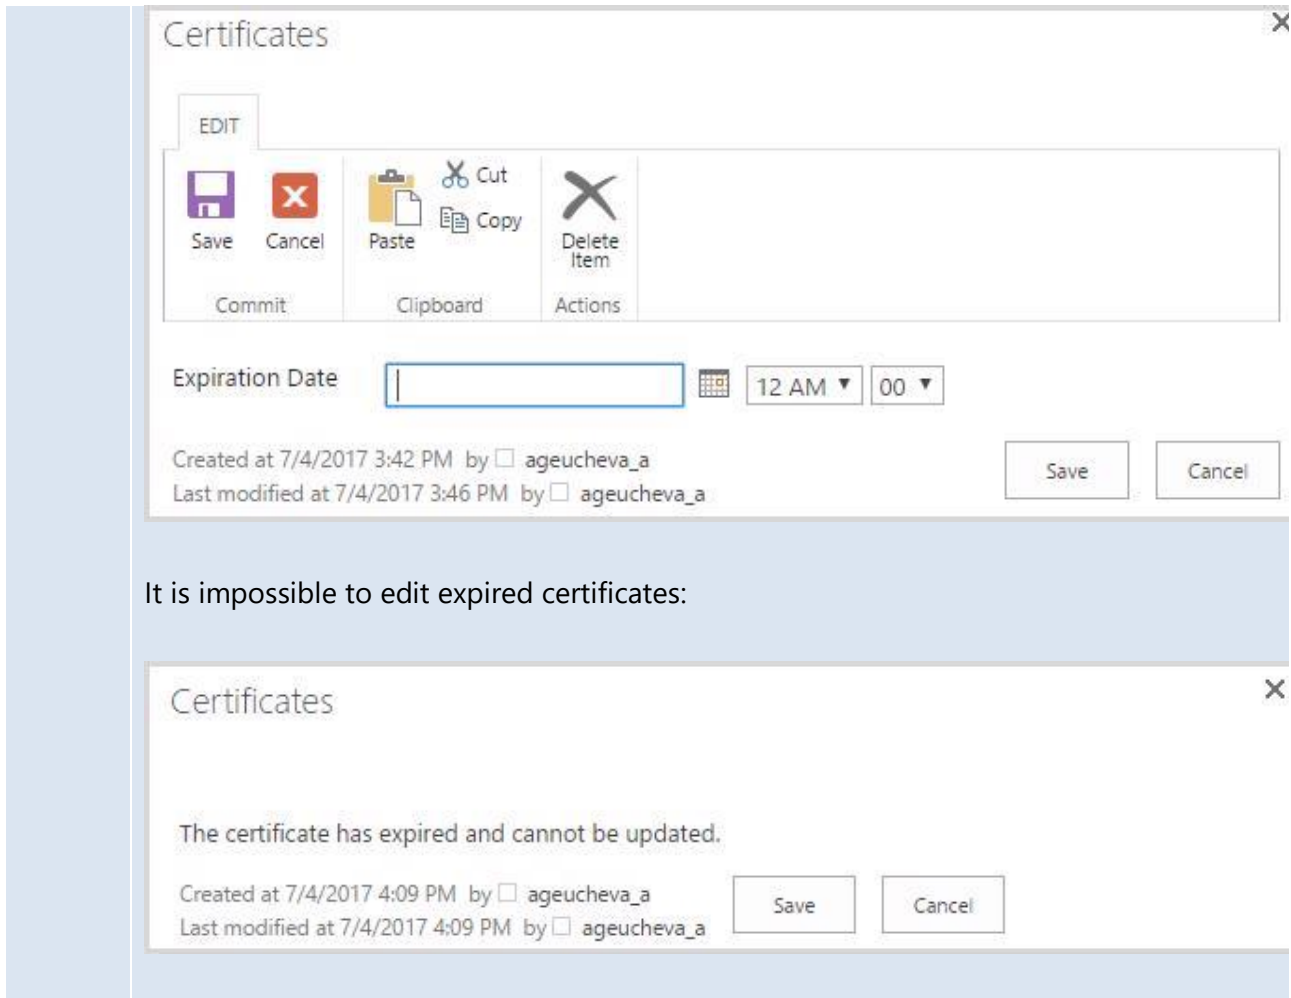 Certificates
EDIT
Save Cancel Paste Cut Copy Delete Item
Commit Clipboard Actions
Expiration Date 12 AM 00
Created at 7/4/2017 3:42 PM by ageucheva_a
Last modified at 7/4/2017 3:46 PM by ageucheva_a
Save Cancel
It is impossible to edit expired certificates:
Certificates
The certificate has expired and cannot be updated.
Created at 7/4/2017 4:09 PM by ageucheva_a
Last modified at 7/4/2017 4:09 PM by ageucheva_a
Save Cancel